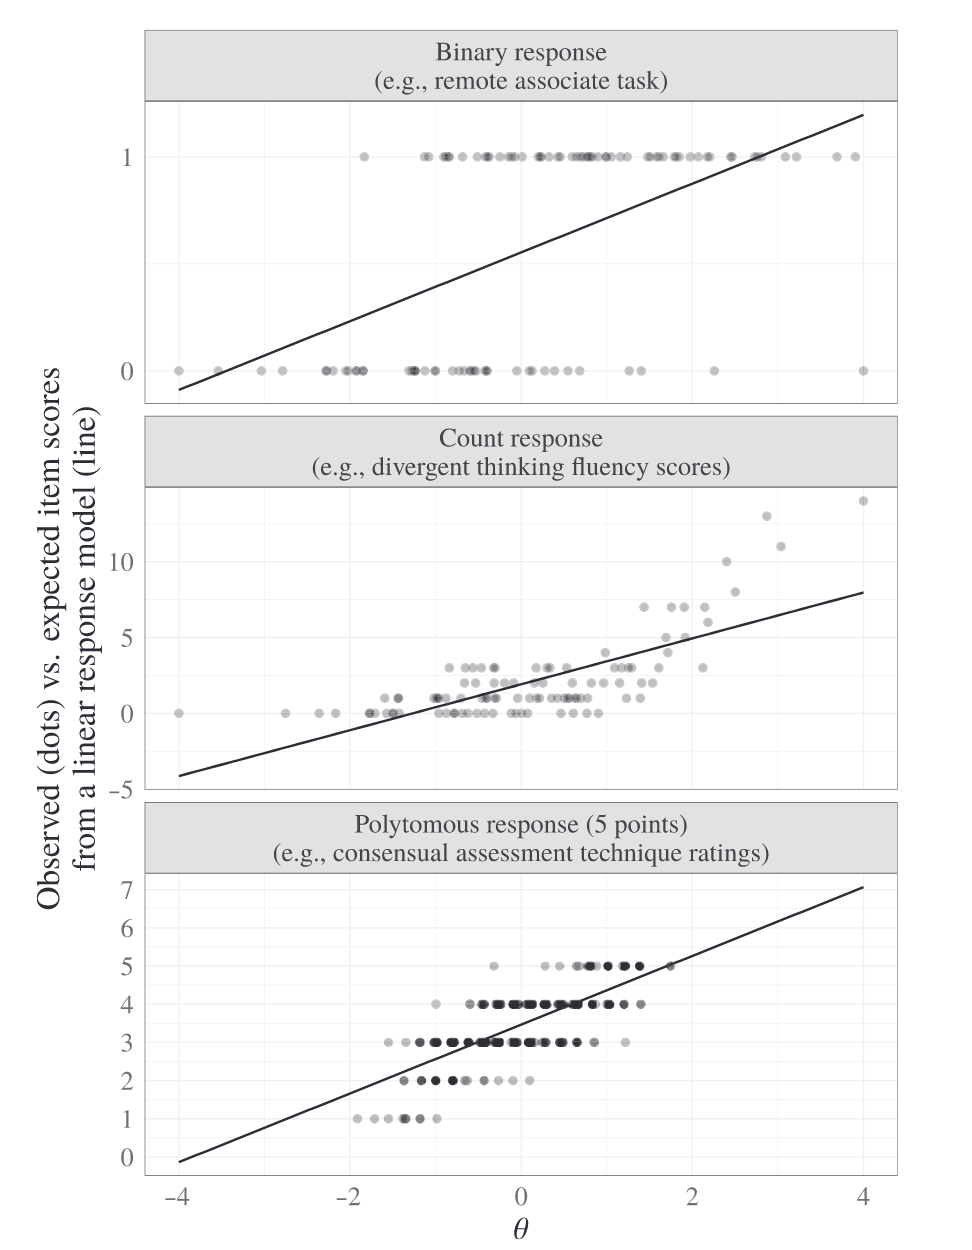 Binary response
(e.g., remote associate task)
1
0
Count response
(e.g., divergent thinking fluency scores)
10
5
0
−5
Polytomous response (5 points)
(e.g., consensual assessment technique ratings)
7
6
5
4
3
2
1
0
−4 −2 0 2 4
θ
Observed (dots) vs. expected item scores
from a linear response model (line)